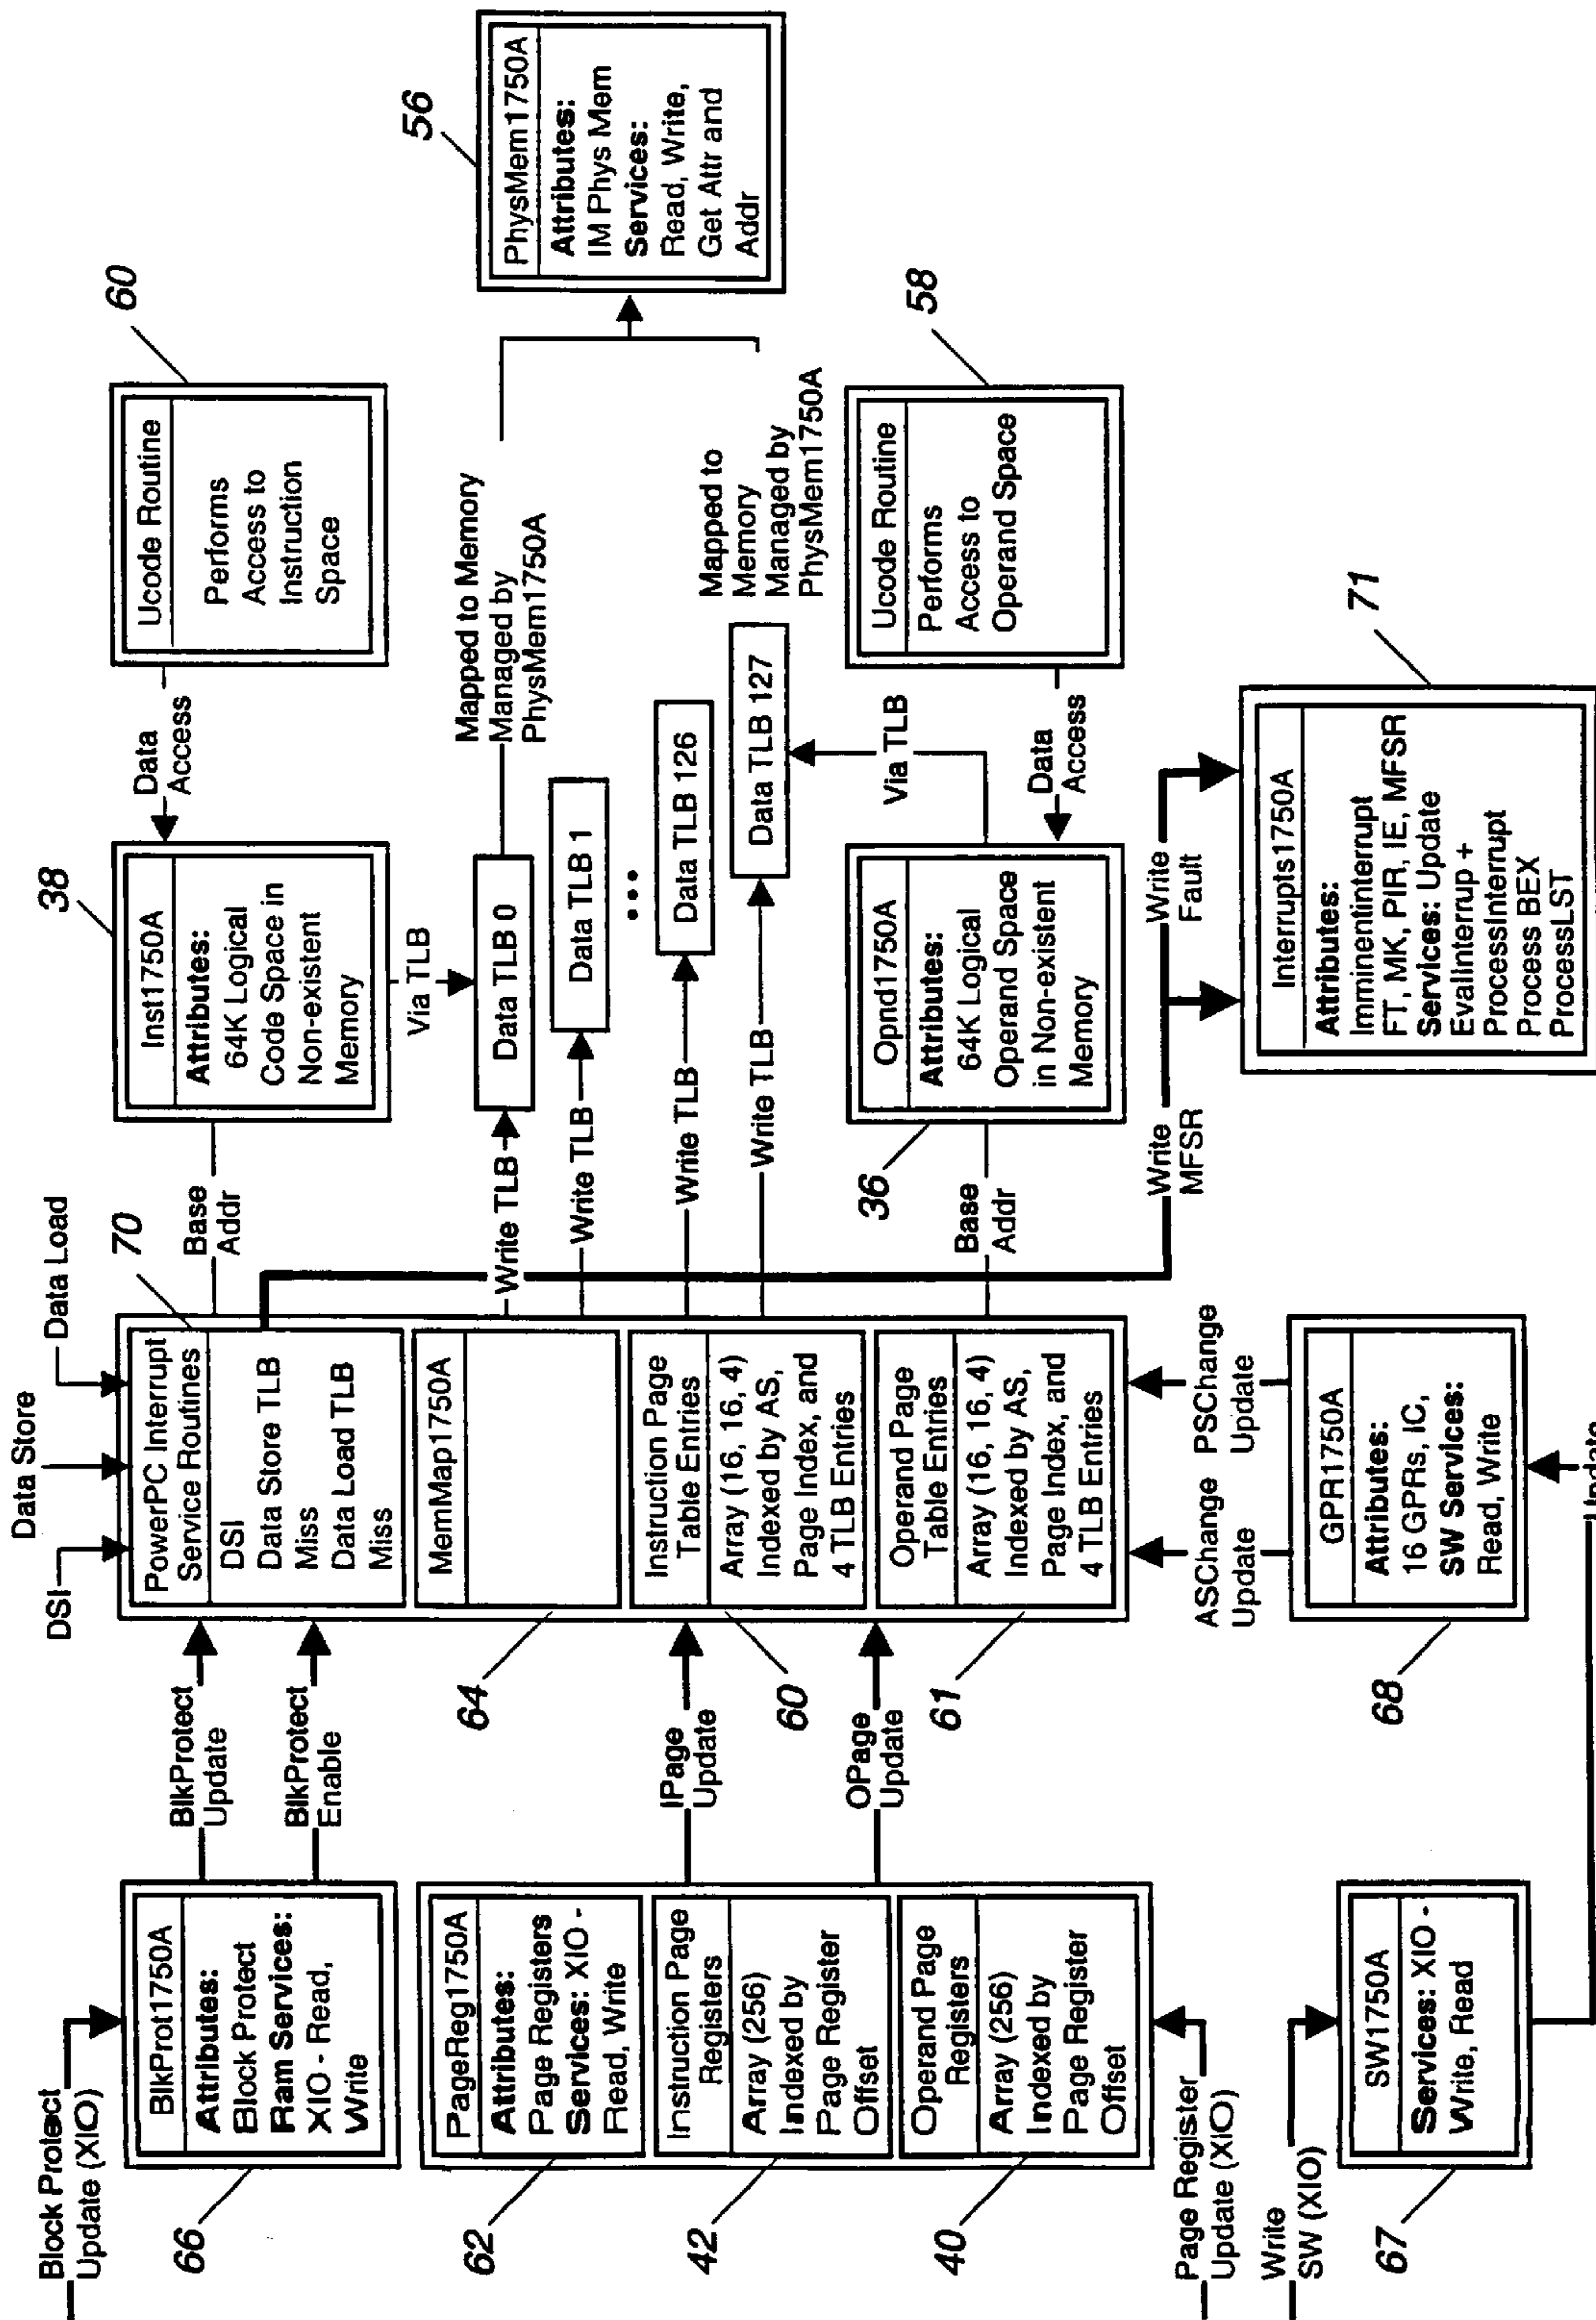 Block Protect
Update (XIO)
66
BlkProt1750A
Attributes:
Block Protect
Ram Services:
XIO - Read,
Write
BlkProtect
Update
BlkProtect
Enable
62
PageReg1750A
Attributes:
Page Registers
Services: XIO -
Read, Write
42
Instruction Page
Registers
Array (256)
Indexed by
Page Register
Offset
40
Operand Page
Registers
Array (256)
Indexed by
Page Register
Offset
IPage
Update
OPage
Update
Page Register
Update (XIO)
Write
SW (XIO)
67
SW1750A
Services: XIO -
Write, Read
Update
DSI
Data Store
Data Load
70
PowerPC Interrupt
Service Routines
DSI
Data Store TLB
Miss
Data Load TLB
Miss
64
MemMap1750A
60
Instruction Page
Table Entries
Array (16, 16, 4)
Indexed by AS,
Page Index, and
4 TLB Entries
61
Operand Page
Table Entries
Array (16, 16, 4)
Indexed by AS,
Page Index, and
4 TLB Entries
ASChange
Update
PSChange
Update
68
GPR1750A
Attributes:
16 GPRs, IC,
SW Services:
Read, Write
Base
Addr
Write TLB
Write TLB
Write TLB
Write TLB
Base
Addr
Write
MFSR
Write
Fault
38
Inst1750A
Attributes:
64K Logical
Code Space in
Non-existent
Memory
Via TLB
Data TLB 0
Data TLB 1
...
Data TLB 126
Data TLB 127
Via TLB
36
Opnd1750A
Attributes:
64K Logical
Operand Space
in Non-existent
Memory
Data
Access
Data
Access
60
Ucode Routine
Performs
Access to
Instruction
Space
Mapped to Memory
Managed by
PhysMem1750A
Mapped to
Memory
Managed by
PhysMem1750A
58
Ucode Routine
Performs
Access to
Operand Space
71
Interrupts1750A
Attributes:
ImminentInterrupt
FT, MK, PIR, IE, MFSR
Services: Update
EvalInterrup +
ProcessInterrupt
Process BEX
ProcessLST
56
PhysMem1750A
Attributes:
IM Phys Mem
Services:
Read, Write,
Get Attr and
Addr